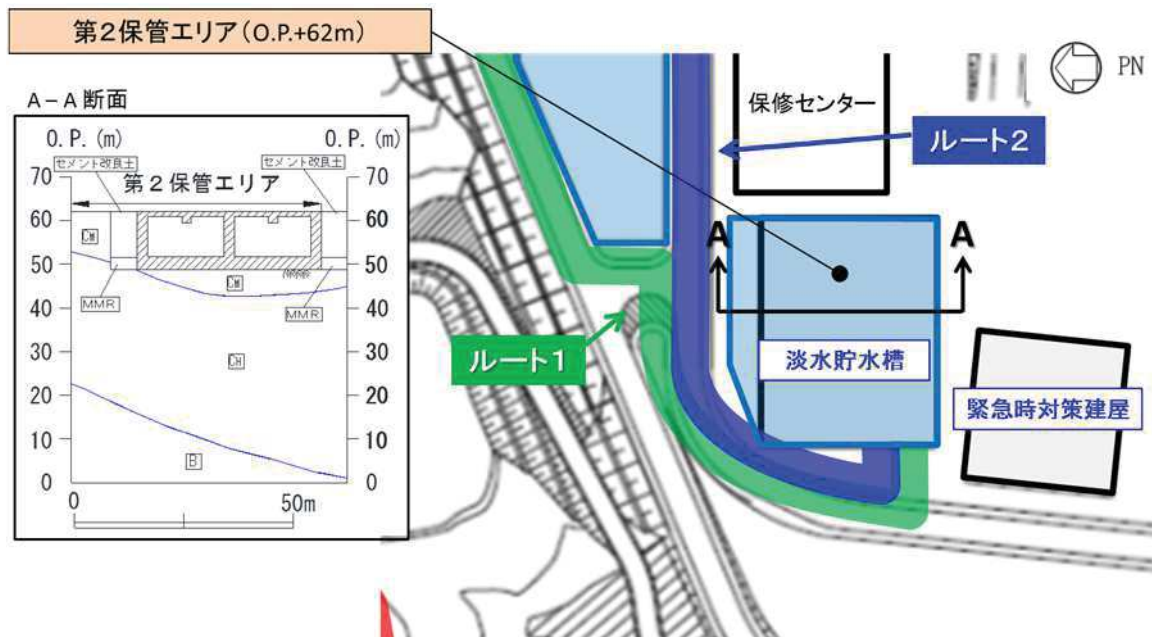 第2保管エリア(O.P.+62m)
A-A断面
O.P.(m)
O.P.(m)
セメント改良土
セメント改良土
第2保管エリア
70
60
50
40
30
20
10
0
70
60
50
40
30
20
10
0
CM
CM
MMR
MMR
CH
B
0
50m
保修センター
PN
ルート2
A
A
ルート1
淡水貯水槽
緊急時対策建屋